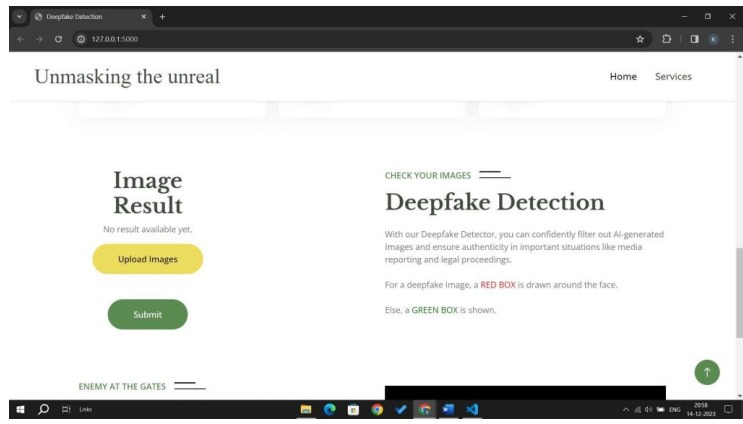 Deepfake Detection
127.0.0.1:5000
K
Unmasking the unreal
Home Services
Image
Result
No result available yet.
Upload Images
Submit
CHECK YOUR IMAGES
Deepfake Detection
With our Deepfake Detector, you can confidently filter out AI-generated
Images and ensure authenticity in important situations like media
reporting and legal proceedings.
For a deepfake image, a RED BOX is drawn around the face.
Else, a GREEN BOX is shown.
ENEMY AT THE GATES
Links
ENG
20:58
14-12-2023